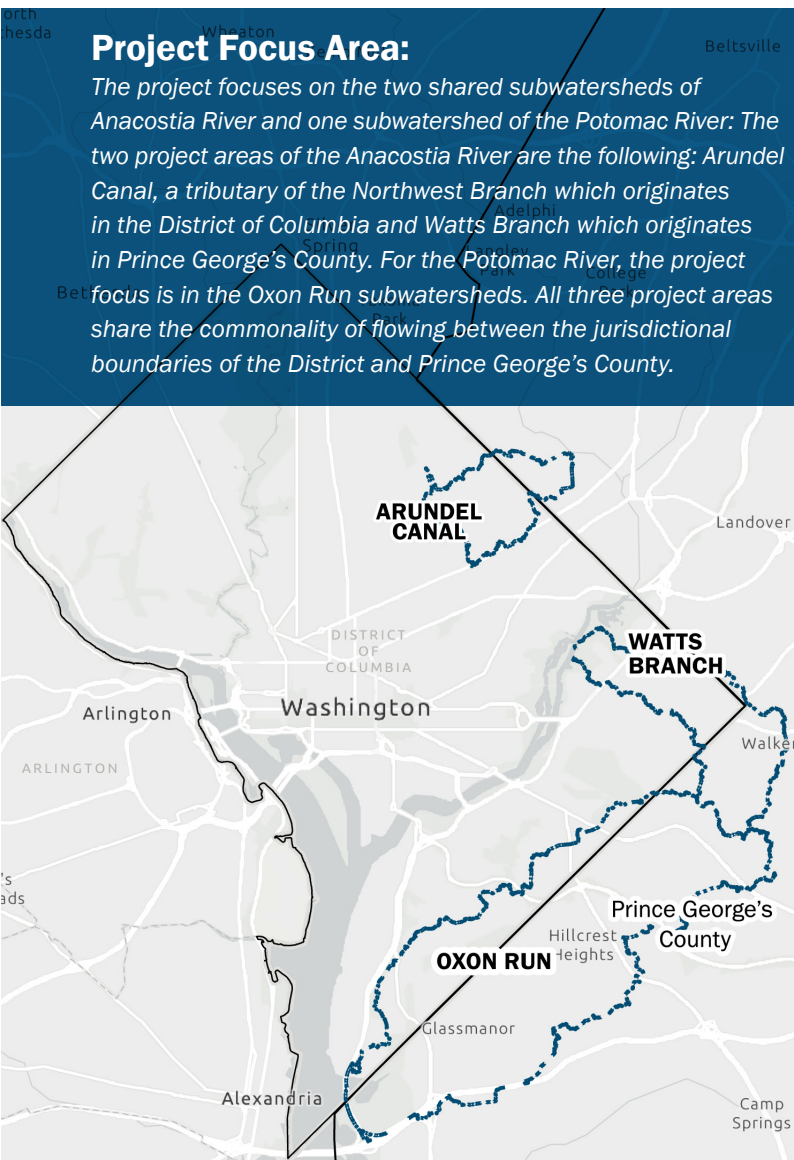 Wheaton
Beltsville
Project Focus Area:
The project focuses on the two shared subwatersheds of
Anacostia River and one subwatershed of the Potomac River: The
two project areas of the Anacostia River are the following: Arundel
Canal, a tributary of the Northwest Branch which originates
in the District of Columbia and Watts Branch which originates
in Prince George's County. For the Potomac River, the project
focus is in the Oxon Run subwatersheds. All three project areas
share the commonality of flowing between the jurisdictional
boundaries of the District and Prince George's County.
Adelphi
Spring
Langley
Park
College
Park
ARUNDEL
CANAL
Landover
DISTRICT
OF
COLUMBIA
WATTS
BRANCH
Arlington
Washington
Walker
ARLINGTON
Prince George's
County
Hillcrest
Heights
OXON RUN
Glassmanor
Alexandria
Camp
Springs